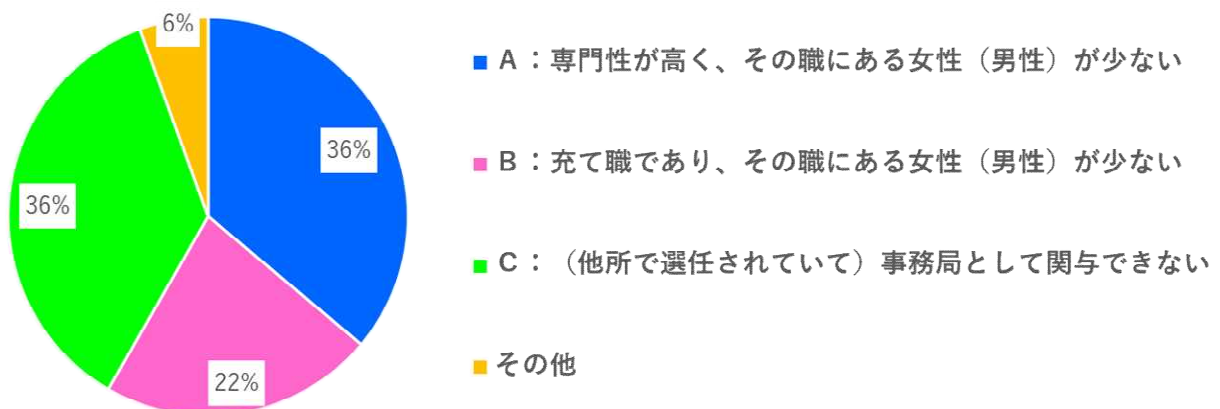 6%
36%
36%
22%
A：専門性が高く、その職にある女性（男性）が少ない
B：充て職であり、その職にある女性（男性）が少ない
C：（他所で選任されていて）事務局として関与できない
その他